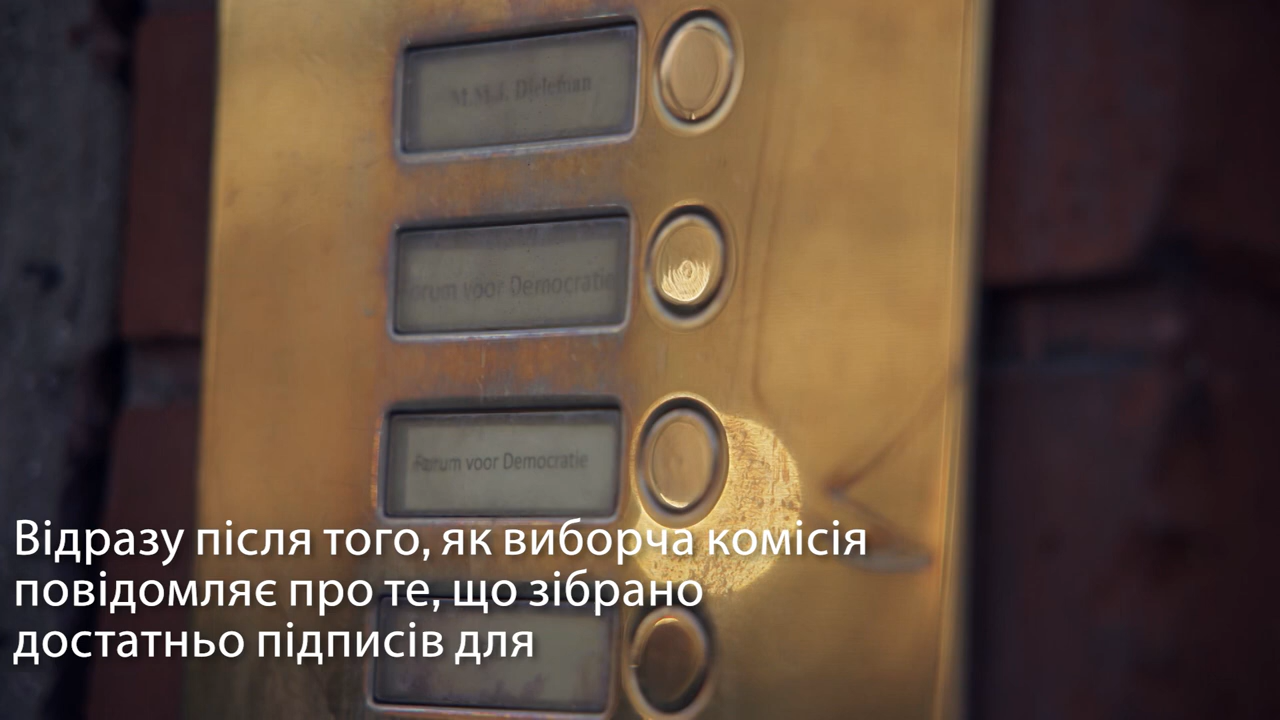 M.M.J. Dieleman
Forum voor Democratie
Forum voor Democratie
Відразу після того, як виборча комісія
повідомляє про те, що зібрано
достатньо підписів для